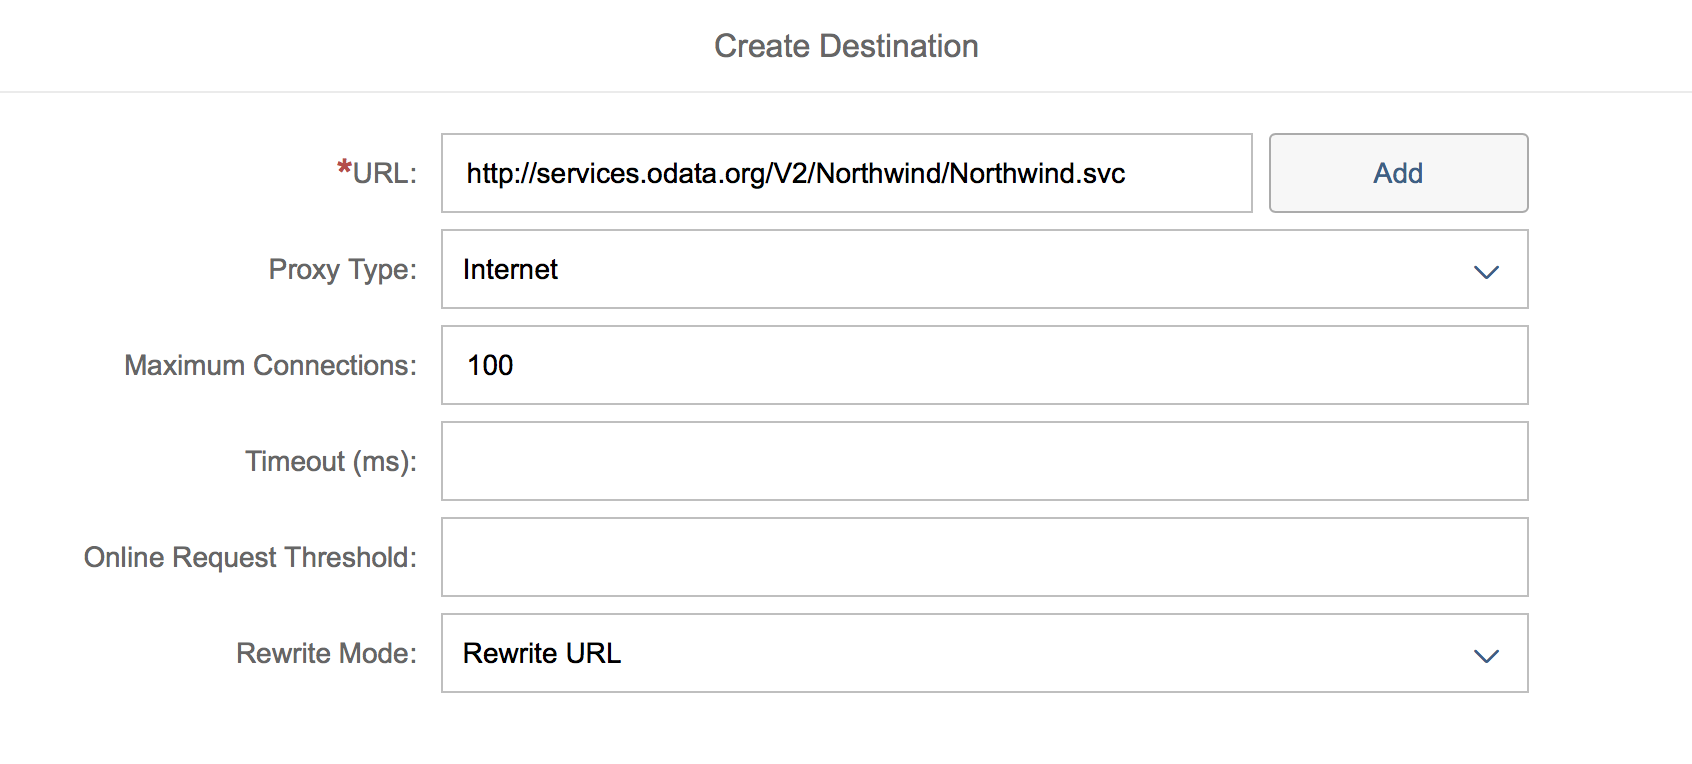 Create Destination
*URL: http://services.odata.org/V2/Northwind/Northwind.svc Add
Proxy Type: Internet
Maximum Connections: 100
Timeout (ms):
Online Request Threshold:
Rewrite Mode: Rewrite URL